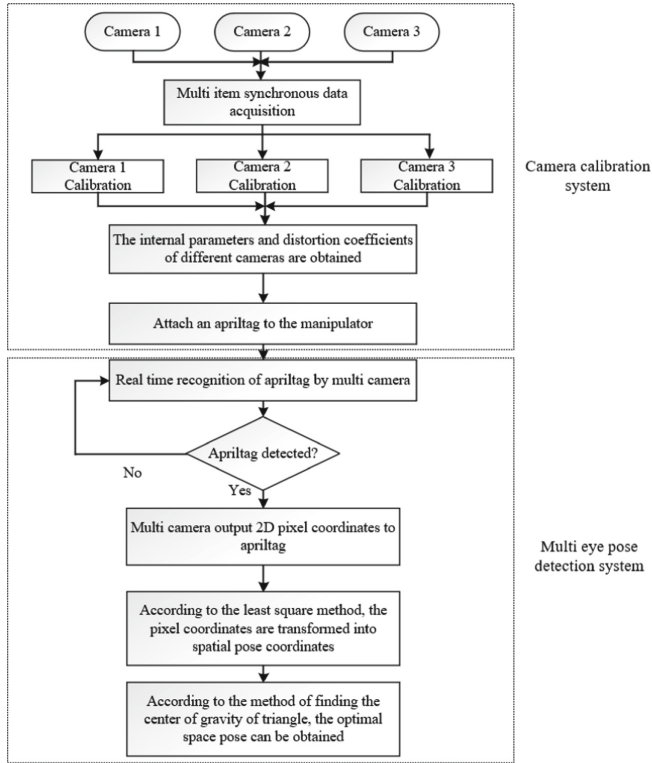 Camera 1
Camera 2
Camera 3
Multi item synchronous data
acquisition
Camera 1
Calibration
Camera 2
Calibration
Camera 3
Calibration
Camera calibration
system
The internal parameters and distortion coefficients
of different cameras are obtained
Attach an apriltag to the manipulator
Real time recognition of apriltag by multi camera
Apriltag detected?
No
Yes
Multi camera output 2D pixel coordinates to
apriltag
Multi eye pose
detection system
According to the least square method, the
pixel coordinates are transformed into
spatial pose coordinates
According to the method of finding the
center of gravity of triangle, the optimal
space pose can be obtained